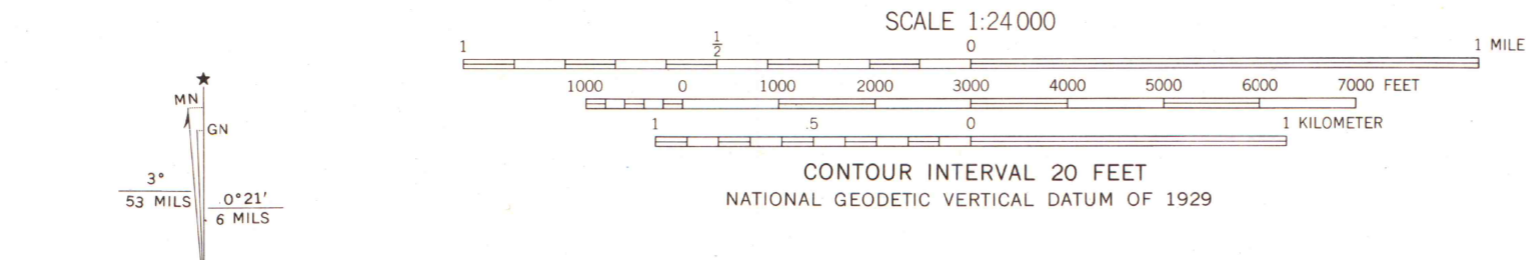 SCALE 1:24 000
1 ½ 0 1 MILE
1000 0 1000 2000 3000 4000 5000 6000 7000 FEET
1 .5 0 1 KILOMETER
CONTOUR INTERVAL 20 FEET
NATIONAL GEODETIC VERTICAL DATUM OF 1929
★
MN
GN
3°
53 MILS
0°21′
6 MILS